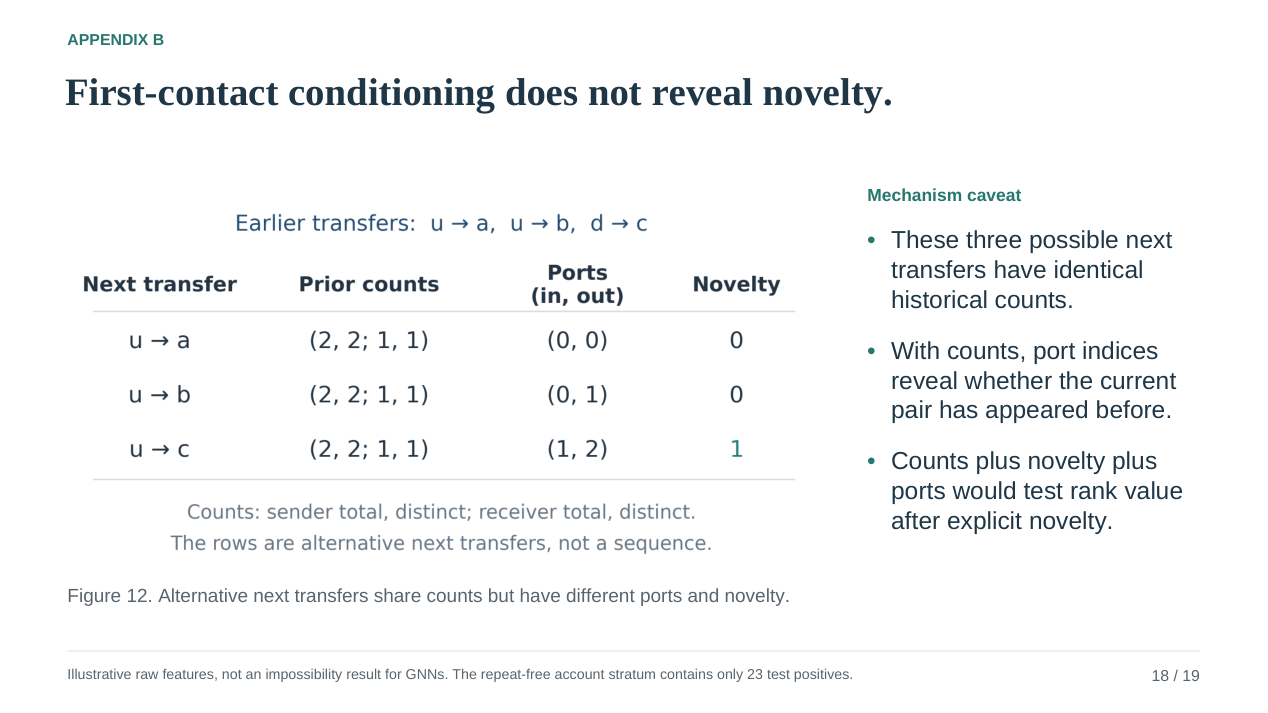 APPENDIX B
First-contact conditioning does not reveal novelty.
Earlier transfers: u → a, u → b, d → c
Next transfer Prior counts Ports (in, out) Novelty
u → a (2, 2; 1, 1) (0, 0) 0
u → b (2, 2; 1, 1) (0, 1) 0
u → c (2, 2; 1, 1) (1, 2) 1
Counts: sender total, distinct; receiver total, distinct.
The rows are alternative next transfers, not a sequence.
Figure 12. Alternative next transfers share counts but have different ports and novelty.
Mechanism caveat
• These three possible next
transfers have identical
historical counts.
• With counts, port indices
reveal whether the current
pair has appeared before.
• Counts plus novelty plus
ports would test rank value
after explicit novelty.
Illustrative raw features, not an impossibility result for GNNs. The repeat-free account stratum contains only 23 test positives.
18 / 19